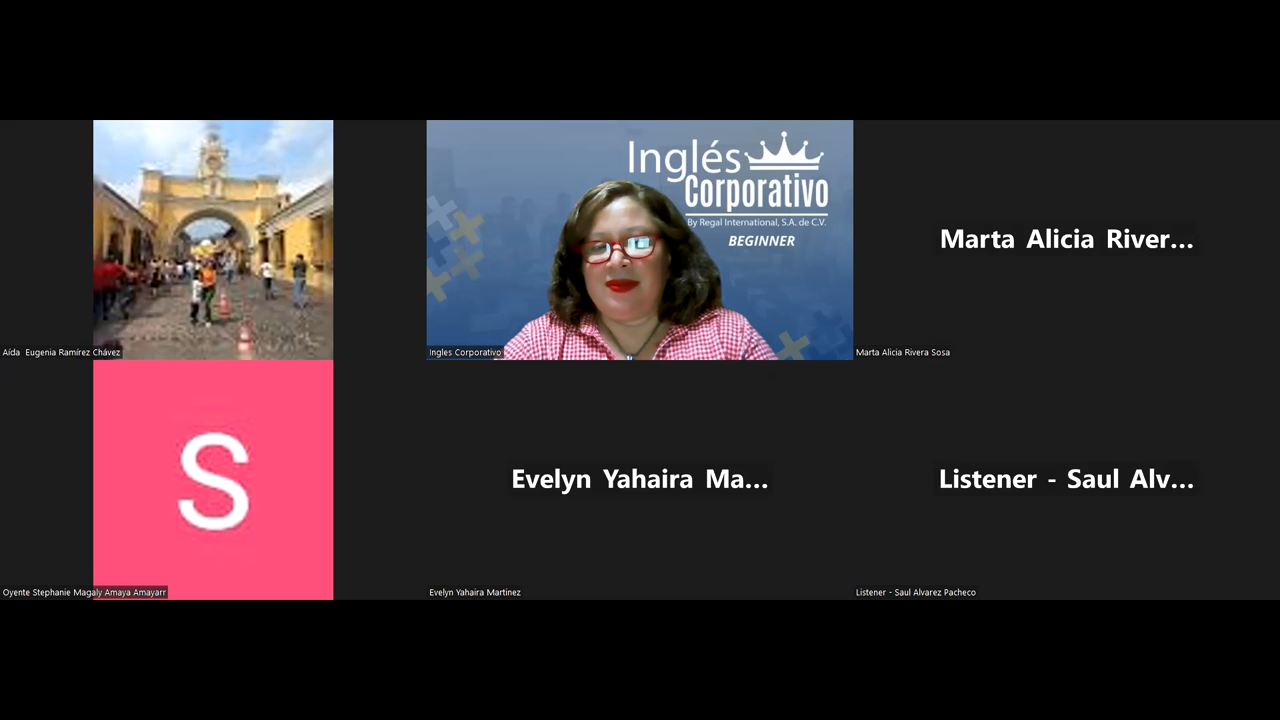 Inglés
Corporativo
By Regal International, S.A. de C.V.
BEGINNER
Marta Alicia River...
Aída Eugenia Ramírez Chávez
Ingles Corporativo
Marta Alicia Rivera Sosa
S
Evelyn Yahaira Ma...
Listener - Saul Alv...
Oyente Stephanie Magaly Amaya Amayarr
Evelyn Yahaira Martinez
Listener - Saul Alvarez Pacheco